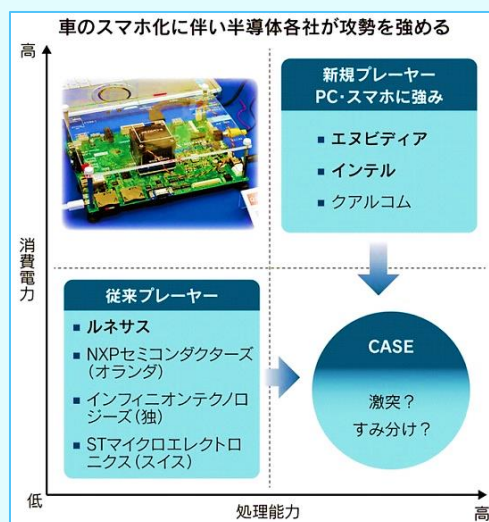 車のスマホ化に伴い半導体各社が攻勢を強める
高
新規プレーヤー
PC・スマホに強み
■ エヌビディア
■ インテル
■ クアルコム
消費電力
従来プレーヤー
■ ルネサス
■ NXPセミコンダクターズ
(オランダ)
■ インフィニオンテクノロ
ジーズ(独)
■ STマイクロエレクトロ
ニクス(スイス)
CASE
激突?
すみ分け?
低
処理能力
高